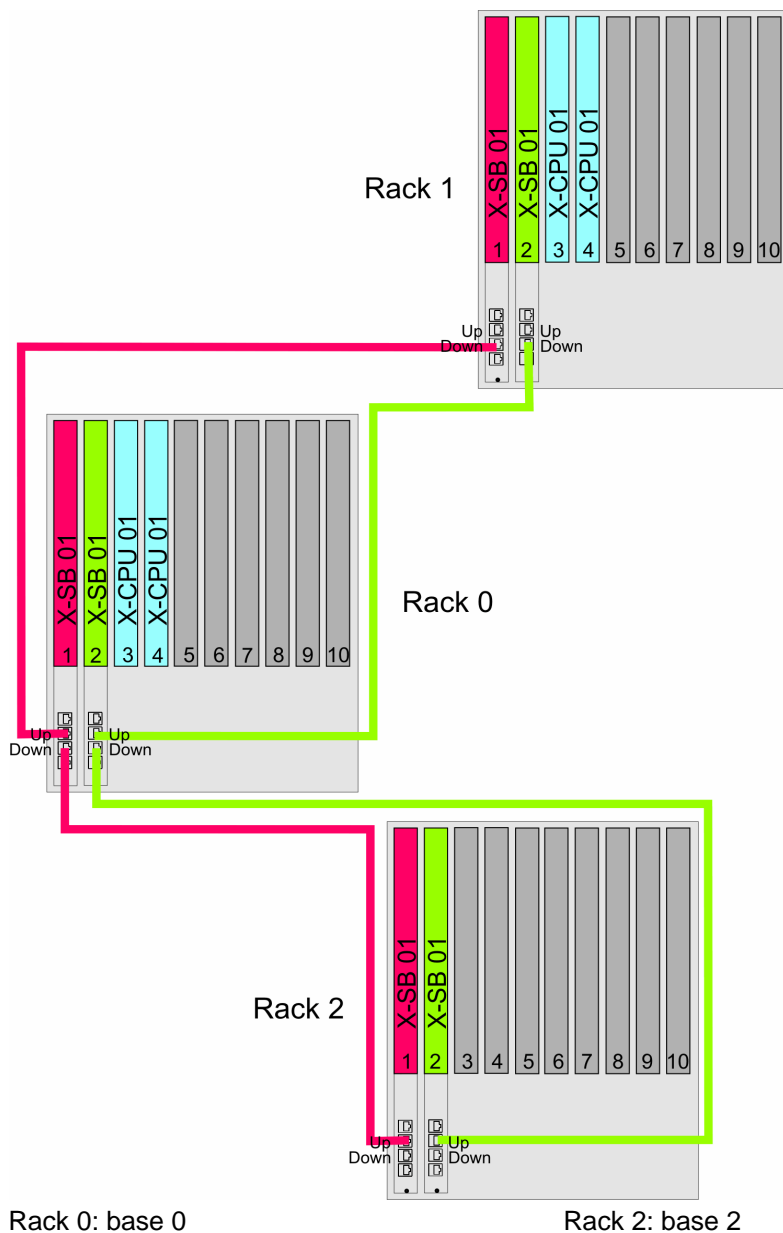 X-SB 01
X-SB 01
X-CPU 01
X-CPU 01
Rack 1
1 2 3 4 5 6 7 8 9 10
Up Up
Down Down
X-SB 01
X-SB 01
X-CPU 01
X-CPU 01
Rack 0
1 2 3 4 5 6 7 8 9 10
Up Up
Down Down
X-SB 01
X-SB 01
Rack 2
1 2 3 4 5 6 7 8 9 10
Up Up
Down Down
Rack 0: base 0 Rack 2: base 2